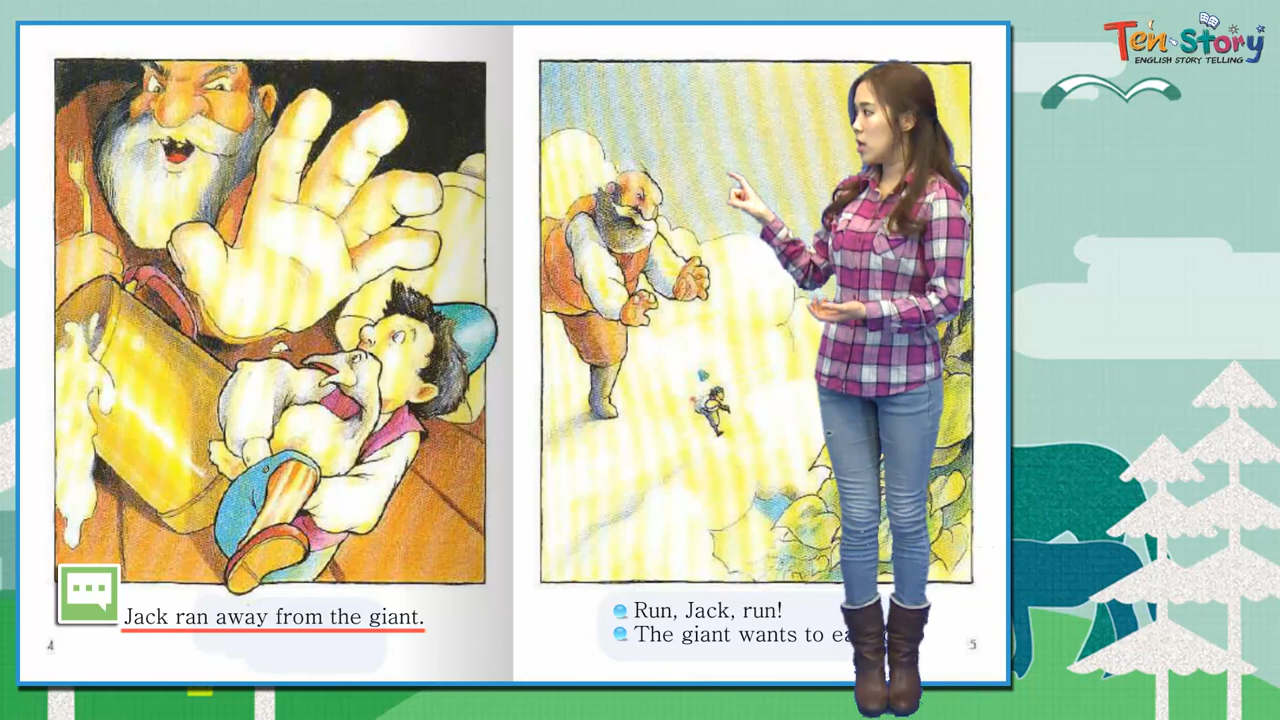 Ten-Story
ENGLISH STORY TELLING
Jack ran away from the giant.
4
Run, Jack, run!
The giant wants to
5